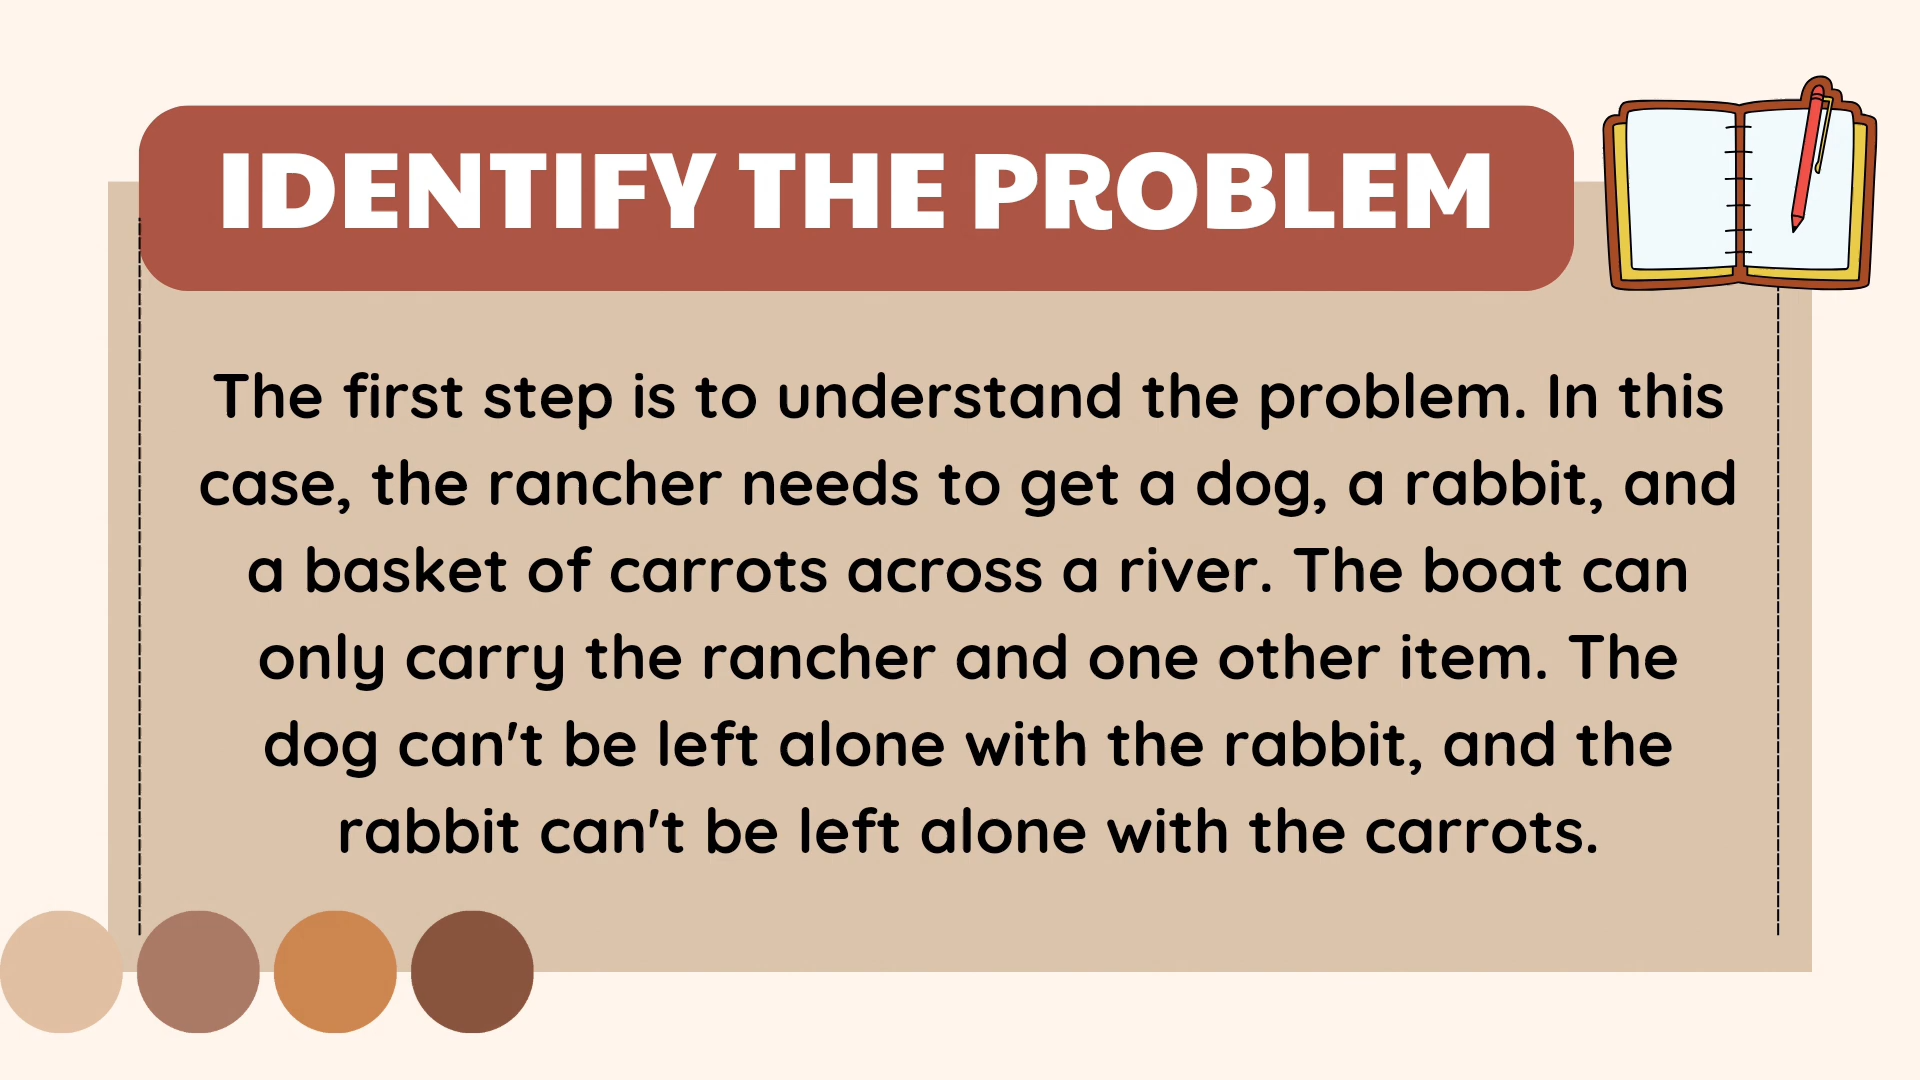 IDENTIFY THE PROBLEM
The first step is to understand the problem. In this
case, the rancher needs to get a dog, a rabbit, and
a basket of carrots across a river. The boat can
only carry the rancher and one other item. The
dog can't be left alone with the rabbit, and the
rabbit can't be left alone with the carrots.